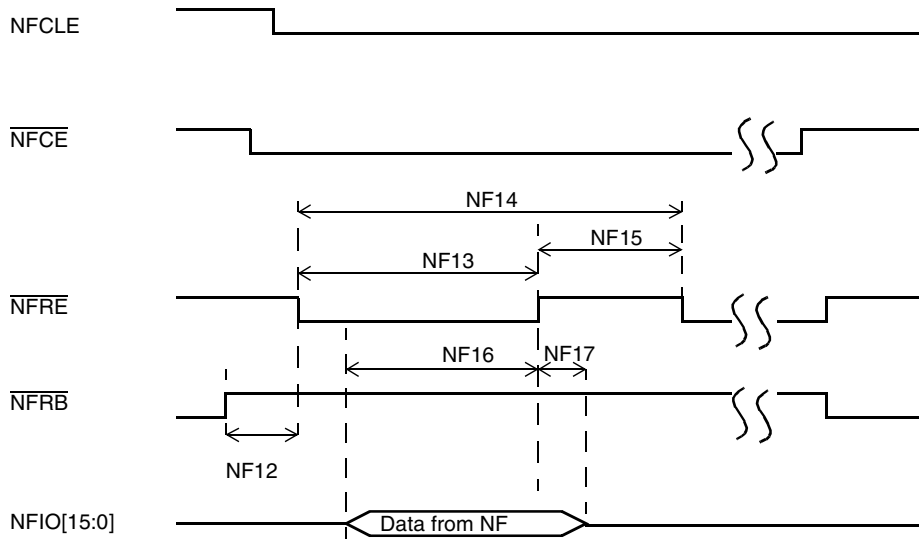 NFCLE
NFCE
NF14
NF15
NF13
NFRE
NF16
NF17
NFRB
NF12
NFIO[15:0]
Data from NF